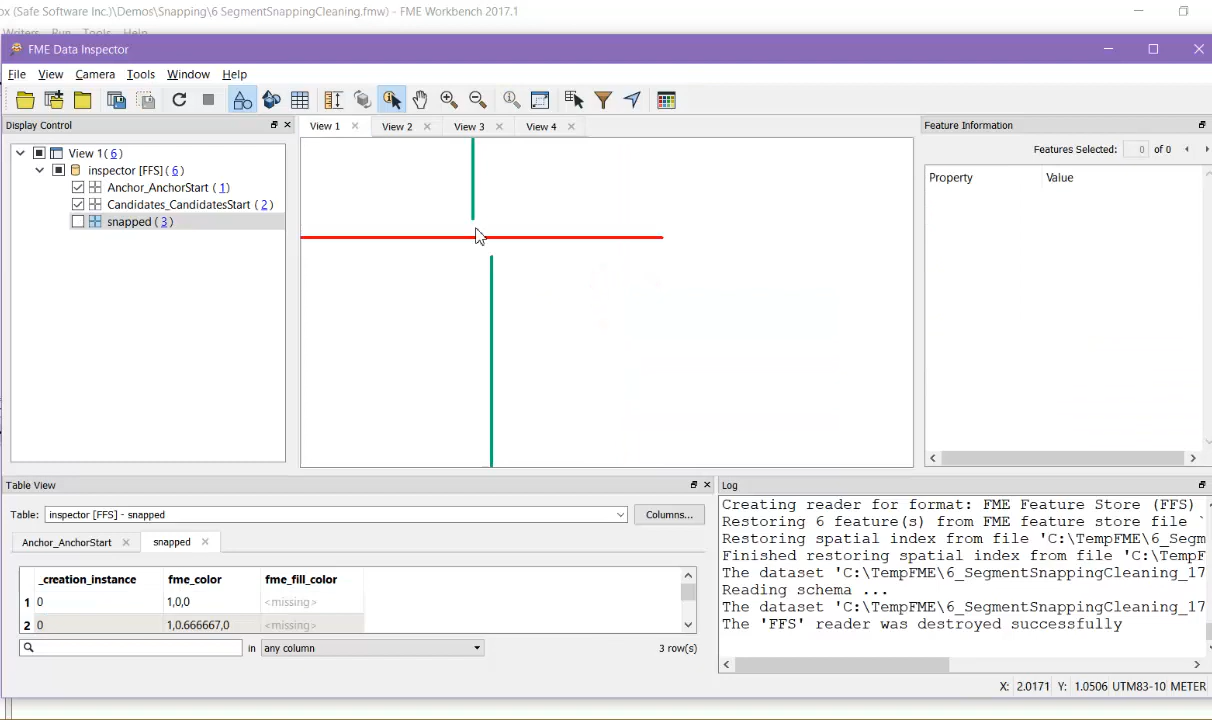 ox (Safe Software Inc.)\Demos\Snapping\6 SegmentSnappingCleaning.fmw) - FME Workbench 2017.1
Writers Run Tools Help
FME Data Inspector
File View Camera Tools Window Help
Display Control
View 1 View 2 View 3 View 4
Feature Information
View 1 (6)
inspector [FFS] (6)
Anchor_AnchorStart (1)
Candidates_CandidatesStart (2)
snapped (3)
Features Selected: 0 of 0
Property Value
Table View
Table: inspector [FFS] - snapped Columns...
Anchor_AnchorStart snapped
_creation_instance fme_color fme_fill_color
1 0 1,0,0 <missing>
2 0 1,0.666667,0 <missing>
in any column 3 row(s)
Log
Creating reader for format: FME Feature Store (FFS)
Restoring 6 feature(s) from FME feature store file `
Restoring spatial index from file 'C:\TempFME\6_Segm
Finished restoring spatial index from file 'C:\TempF
The dataset 'C:\TempFME\6_SegmentSnappingCleaning_17
Reading schema ...
The dataset 'C:\TempFME\6_SegmentSnappingCleaning_17
The 'FFS' reader was destroyed successfully
X: 2.0171 Y: 1.0506 UTM83-10 METER